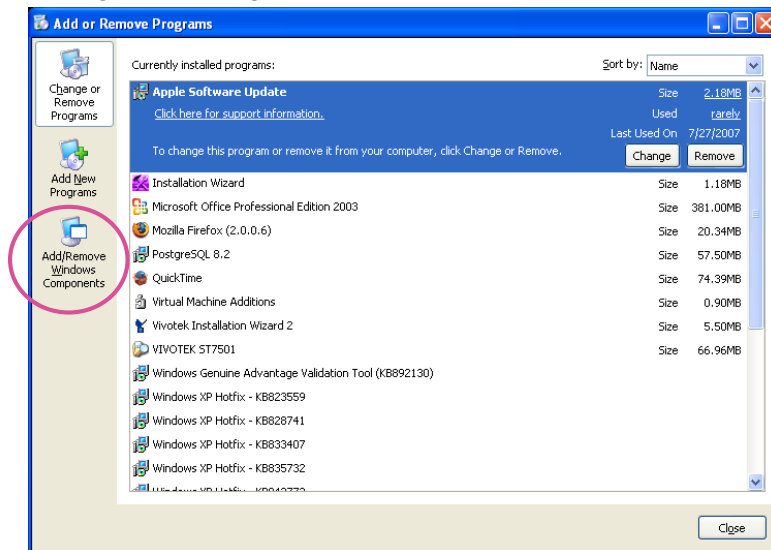 Add or Remove Programs
Change or
Remove
Programs
Add New
Programs
Add/Remove
Windows
Components
Currently installed programs:
Sort by: Name
Apple Software Update Size 2.18MB
Click here for support information. Used rarely
Last Used On 7/27/2007
To change this program or remove it from your computer, click Change or Remove. Change Remove
Installation Wizard Size 1.18MB
Microsoft Office Professional Edition 2003 Size 381.00MB
Mozilla Firefox (2.0.0.6) Size 20.34MB
PostgreSQL 8.2 Size 57.50MB
QuickTime Size 74.39MB
Virtual Machine Additions Size 0.90MB
Vivotek Installation Wizard 2 Size 5.50MB
VIVOTEK ST7501 Size 66.96MB
Windows Genuine Advantage Validation Tool (KB892130)
Windows XP Hotfix - KB823559
Windows XP Hotfix - KB828741
Windows XP Hotfix - KB833407
Windows XP Hotfix - KB835732
Close